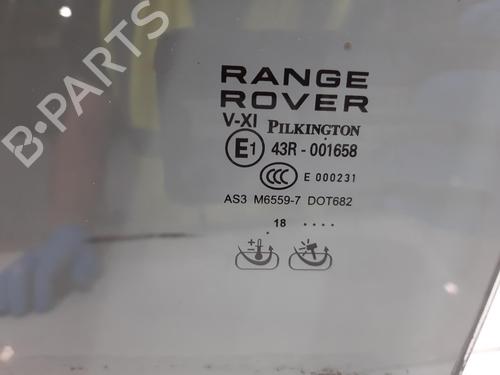 B-PARTS
RANGE
ROVER
V-XI PILKINGTON
E1 43R-001658
CCC E 000231
AS3 M6559-7 DOT682
18 ....